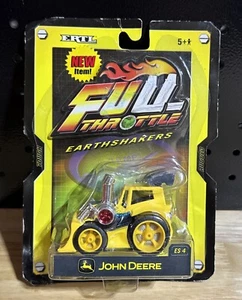 ERTL
5+
NEW
Item!
FULL
THROTTLE
EARTHSHAKERS
ES 4
JOHN DEERE